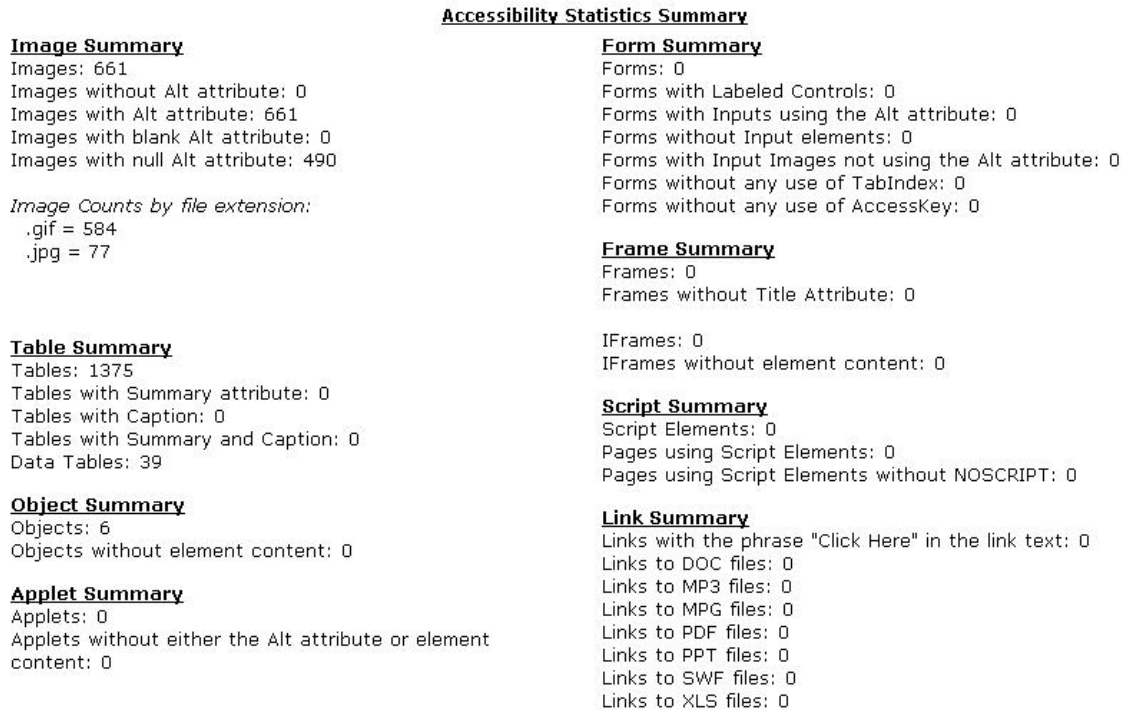 Accessibility Statistics Summary
Image Summary
Images: 661
Images without Alt attribute: 0
Images with Alt attribute: 661
Images with blank Alt attribute: 0
Images with null Alt attribute: 490
Image Counts by file extension:
.gif = 584
.jpg = 77
Table Summary
Tables: 1375
Tables with Summary attribute: 0
Tables with Caption: 0
Tables with Summary and Caption: 0
Data Tables: 39
Object Summary
Objects: 6
Objects without element content: 0
Applet Summary
Applets: 0
Applets without either the Alt attribute or element
content: 0
Form Summary
Forms: 0
Forms with Labeled Controls: 0
Forms with Inputs using the Alt attribute: 0
Forms without Input elements: 0
Forms with Input Images not using the Alt attribute: 0
Forms without any use of TabIndex: 0
Forms without any use of AccessKey: 0
Frame Summary
Frames: 0
Frames without Title Attribute: 0
IFrames: 0
IFrames without element content: 0
Script Summary
Script Elements: 0
Pages using Script Elements: 0
Pages using Script Elements without NOSCRIPT: 0
Link Summary
Links with the phrase "Click Here" in the link text: 0
Links to DOC files: 0
Links to MP3 files: 0
Links to MPG files: 0
Links to PDF files: 0
Links to PPT files: 0
Links to SWF files: 0
Links to XLS files: 0